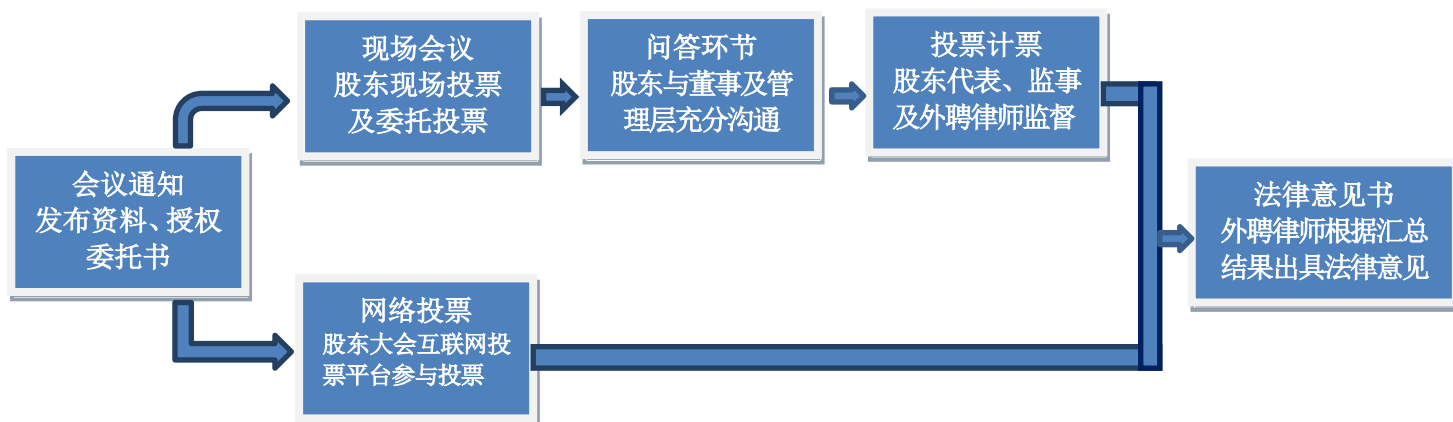 会议通知
发布资料、授权
委托书
现场会议
股东现场投票
及委托投票
问答环节
股东与董事及管
理层充分沟通
投票计票
股东代表、监事
及外聘律师监督
网络投票
股东大会互联网投
票平台参与投票
法律意见书
外聘律师根据汇总
结果出具法律意见